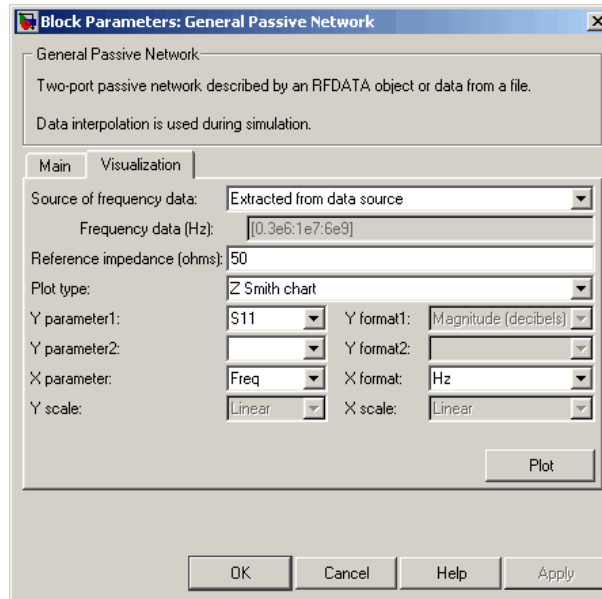 Block Parameters: General Passive Network
General Passive Network
Two-port passive network described by an RFDATA object or data from a file.
Data interpolation is used during simulation.
Main Visualization
Source of frequency data: Extracted from data source
Frequency data (Hz): [0.3e6:1e7:6e9]
Reference impedance (ohms): 50
Plot type: Z Smith chart
Y parameter1: S11 Y format1: Magnitude (decibels)
Y parameter2: Y format2:
X parameter: Freq X format: Hz
Y scale: Linear X scale: Linear
Plot
OK Cancel Help Apply